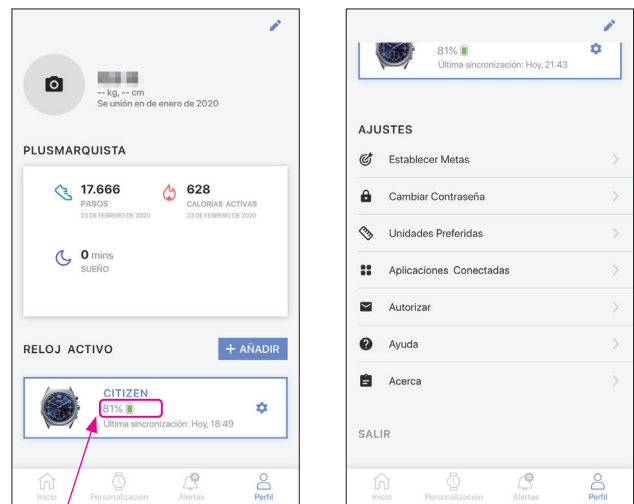 -- kg, -- cm
Se unión en de enero de 2020
PLUSMARQUISTA
17.666
PASOS
23 DE FEBRERO DE 2020
628
CALORÍAS ACTIVAS
23 DE FEBRERO DE 2020
0 mins
SUEÑO
RELOJ ACTIVO
+ AÑADIR
CITIZEN
81%
Última sincronización: Hoy, 18:49
Inicio
Personalización
Alertas
Perfil
81%
Última sincronización: Hoy, 21:43
AJUSTES
Establecer Metas
Cambiar Contraseña
Unidades Preferidas
Aplicaciones Conectadas
Autorizar
Ayuda
Acerca
SALIR
Inicio
Personalización
Alertas
Perfil